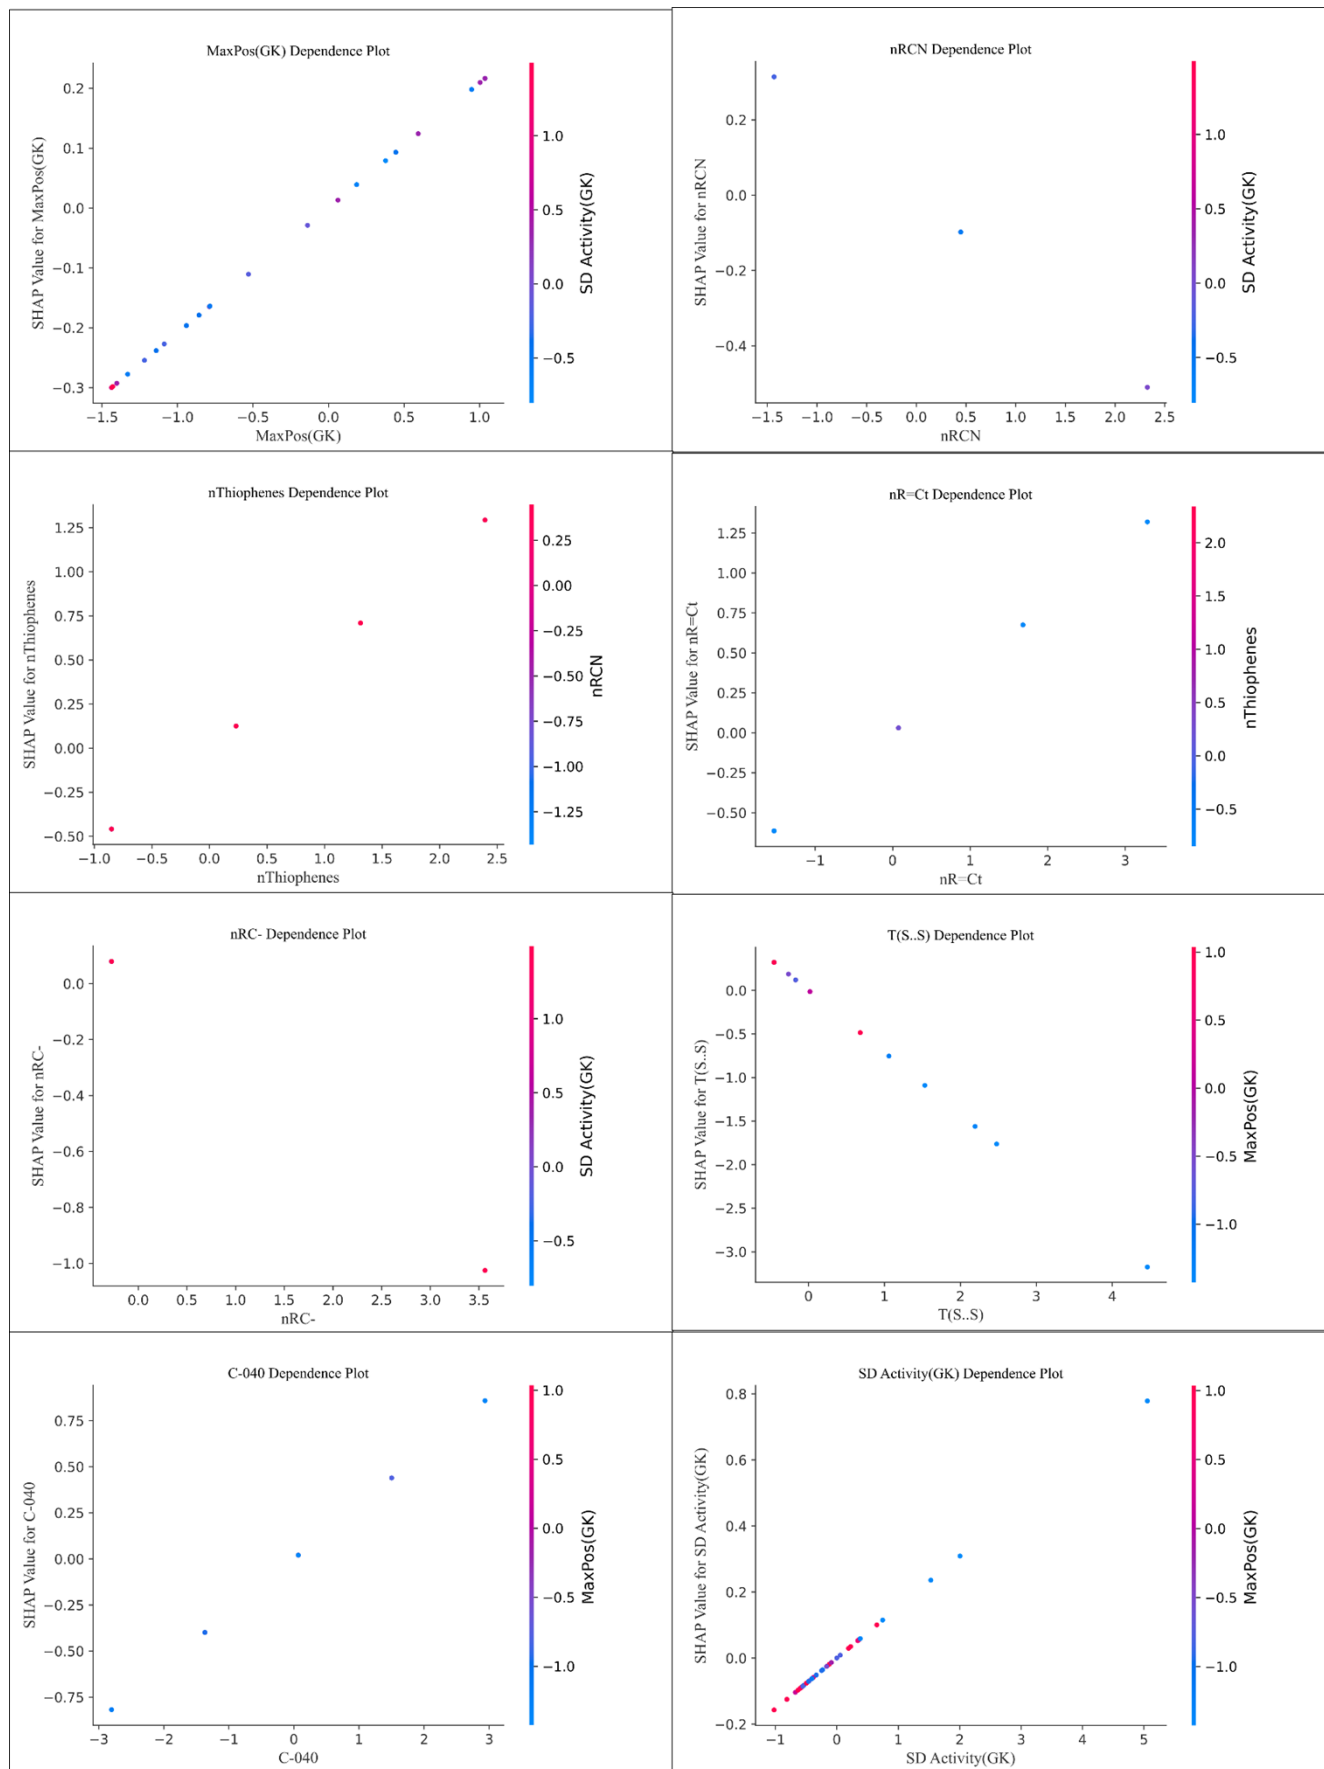 MaxPos(GK) Dependence Plot
SHAP Value for MaxPos(GK)
0.2
0.1
0.0
−0.1
−0.2
−0.3
−1.5 −1.0 −0.5 0.0 0.5 1.0
MaxPos(GK)
1.0
0.5
0.0
−0.5
SD Activity(GK)
nRCN Dependence Plot
SHAP Value for nRCN
0.2
0.0
−0.2
−0.4
−1.5 −1.0 −0.5 0.0 0.5 1.0 1.5 2.0 2.5
nRCN
1.0
0.5
0.0
−0.5
SD Activity(GK)
nThiophenes Dependence Plot
SHAP Value for nThiophenes
1.25
1.00
0.75
0.50
0.25
0.00
−0.25
−0.50
−1.0 −0.5 0.0 0.5 1.0 1.5 2.0 2.5
nThiophenes
0.25
0.00
−0.25
−0.50
−0.75
−1.00
−1.25
nRCN
nR=Ct Dependence Plot
SHAP Value for nR=Ct
1.25
1.00
0.75
0.50
0.25
0.00
−0.25
−0.50
−1 0 1 2 3
nR=Ct
2.0
1.5
1.0
0.5
0.0
−0.5
nThiophenes
nRC- Dependence Plot
SHAP Value for nRC-
0.0
−0.2
−0.4
−0.6
−0.8
−1.0
0.0 0.5 1.0 1.5 2.0 2.5 3.0 3.5
nRC-
1.0
0.5
0.0
−0.5
SD Activity(GK)
T(S..S) Dependence Plot
SHAP Value for T(S..S)
0.0
−0.5
−1.0
−1.5
−2.0
−2.5
−3.0
0 1 2 3 4
T(S..S)
1.0
0.5
0.0
−0.5
−1.0
MaxPos(GK)
C-040 Dependence Plot
SHAP Value for C-040
0.75
0.50
0.25
0.00
−0.25
−0.50
−0.75
−3 −2 −1 0 1 2 3
C-040
1.0
0.5
0.0
−0.5
−1.0
MaxPos(GK)
SD Activity(GK) Dependence Plot
SHAP Value for SD Activity(GK)
0.8
0.6
0.4
0.2
0.0
−0.2
−1 0 1 2 3 4 5
SD Activity(GK)
1.0
0.5
0.0
−0.5
−1.0
MaxPos(GK)